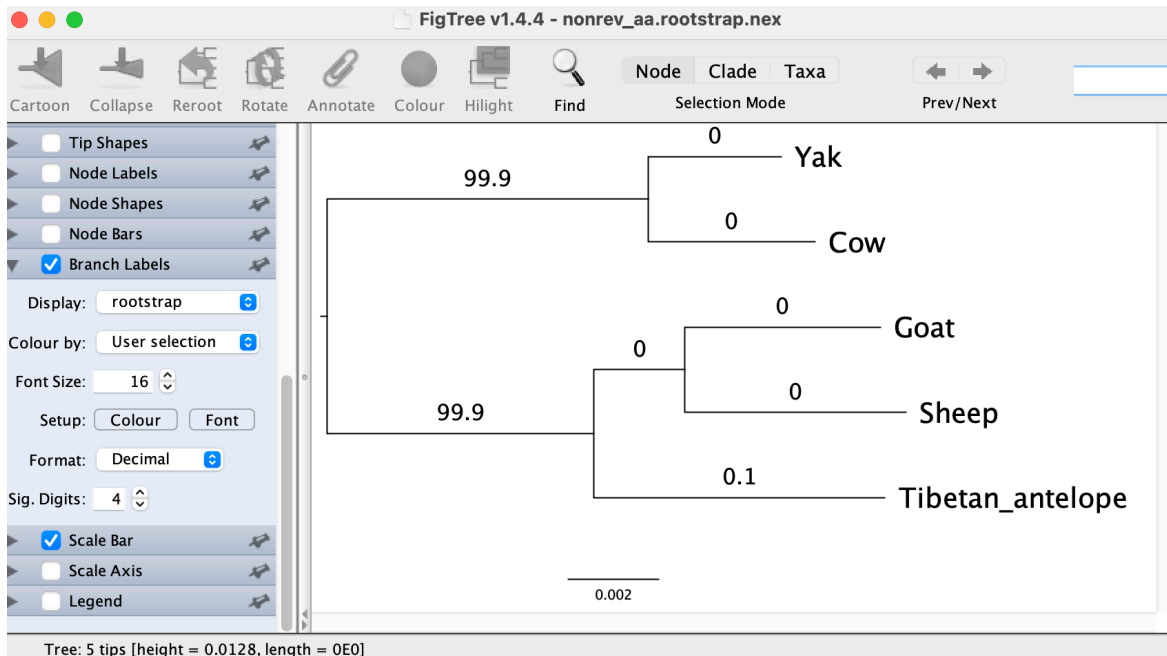 FigTree v1.4.4 - nonrev_aa.rootstrap.nex
Cartoon Collapse Reroot Rotate Annotate Colour Hilight Find
Node Clade Taxa
Selection Mode
Prev/Next
Tip Shapes
Node Labels
Node Shapes
Node Bars
Branch Labels
Display: rootstrap
Colour by: User selection
Font Size: 16
Setup: Colour Font
Format: Decimal
Sig. Digits: 4
Scale Bar
Scale Axis
Legend
0
Yak
99.9
0
Cow
0
Goat
0
0
Sheep
99.9
0.1
Tibetan_antelope
0.002
Tree: 5 tips [height = 0.0128, length = 0E0]